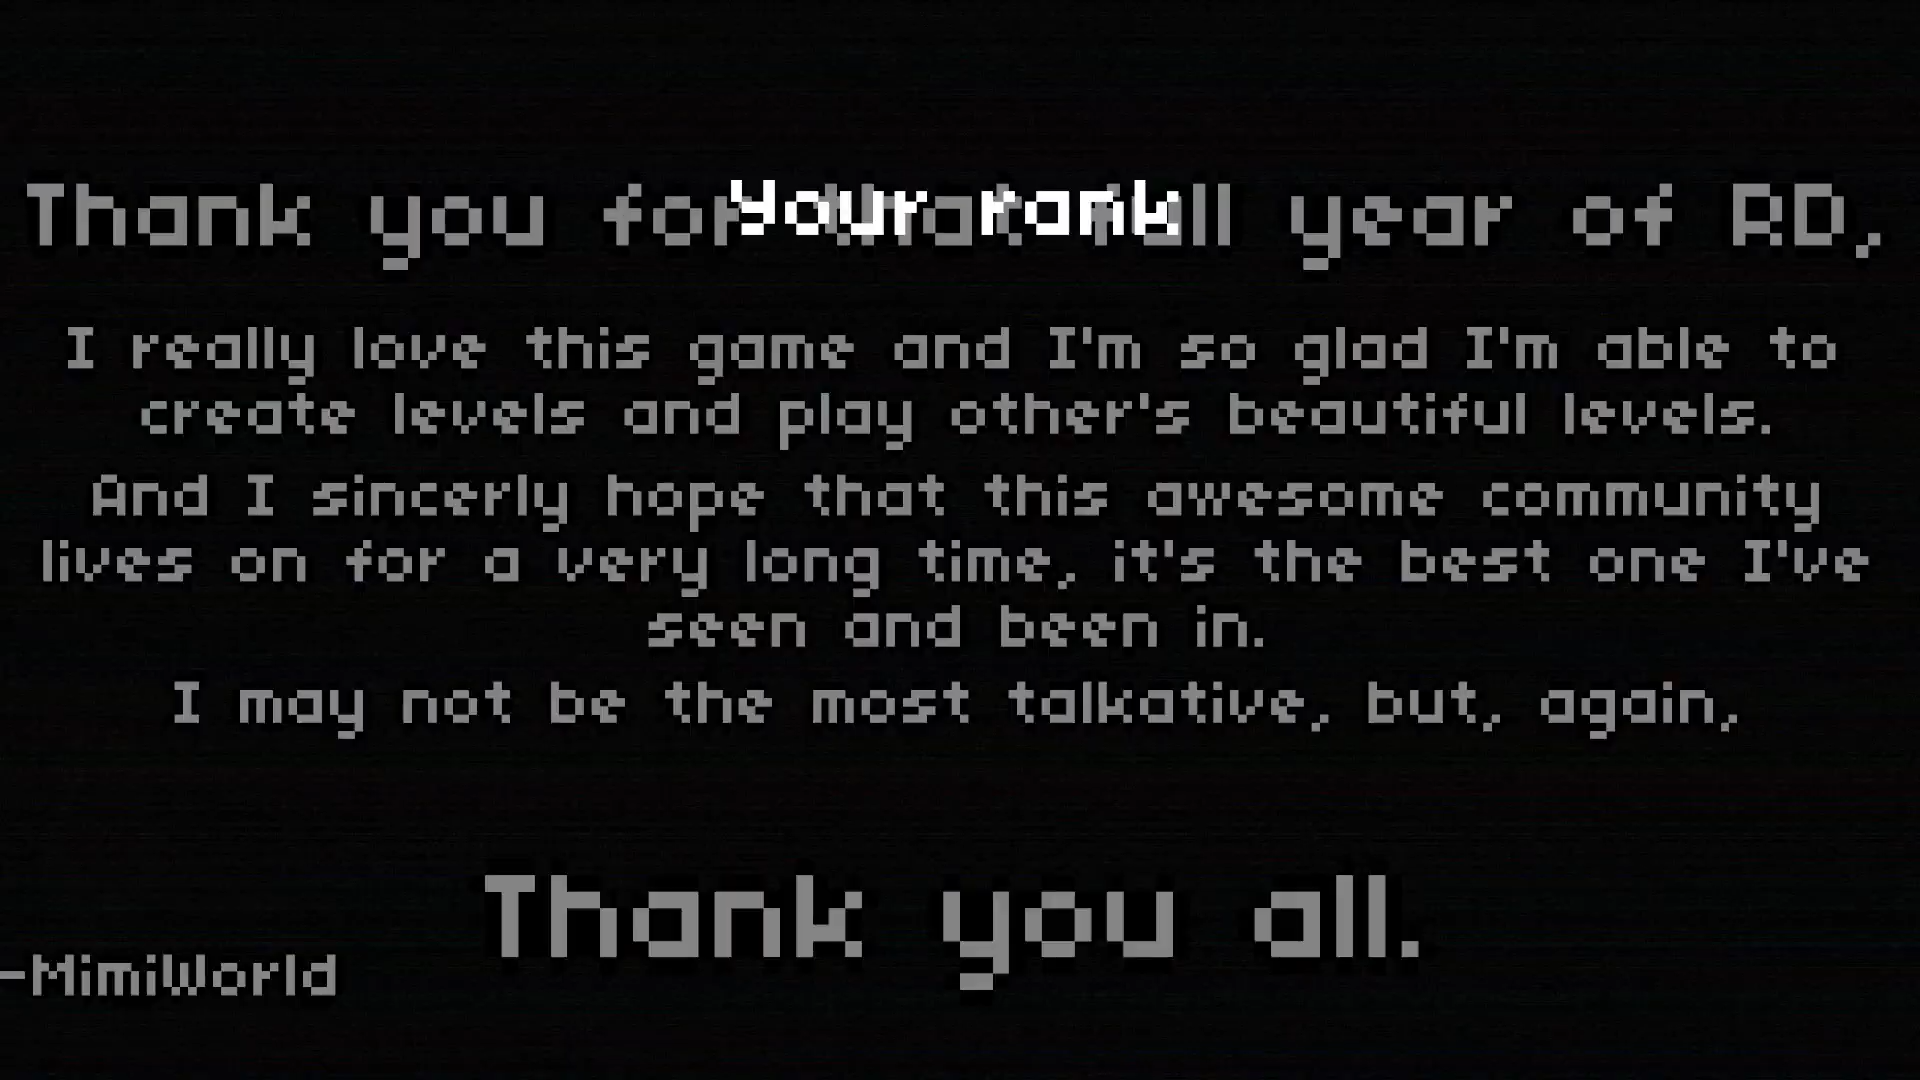 Your rank
Thank you for that full year of RD,
I really love this game and I'm so glad I'm able to
create levels and play other's beautiful levels.
And I sincerly hope that this awesome community
lives on for a very long time, it's the best one I've
seen and been in.
I may not be the most talkative, but, again,
Thank you all.
-MimiWorld